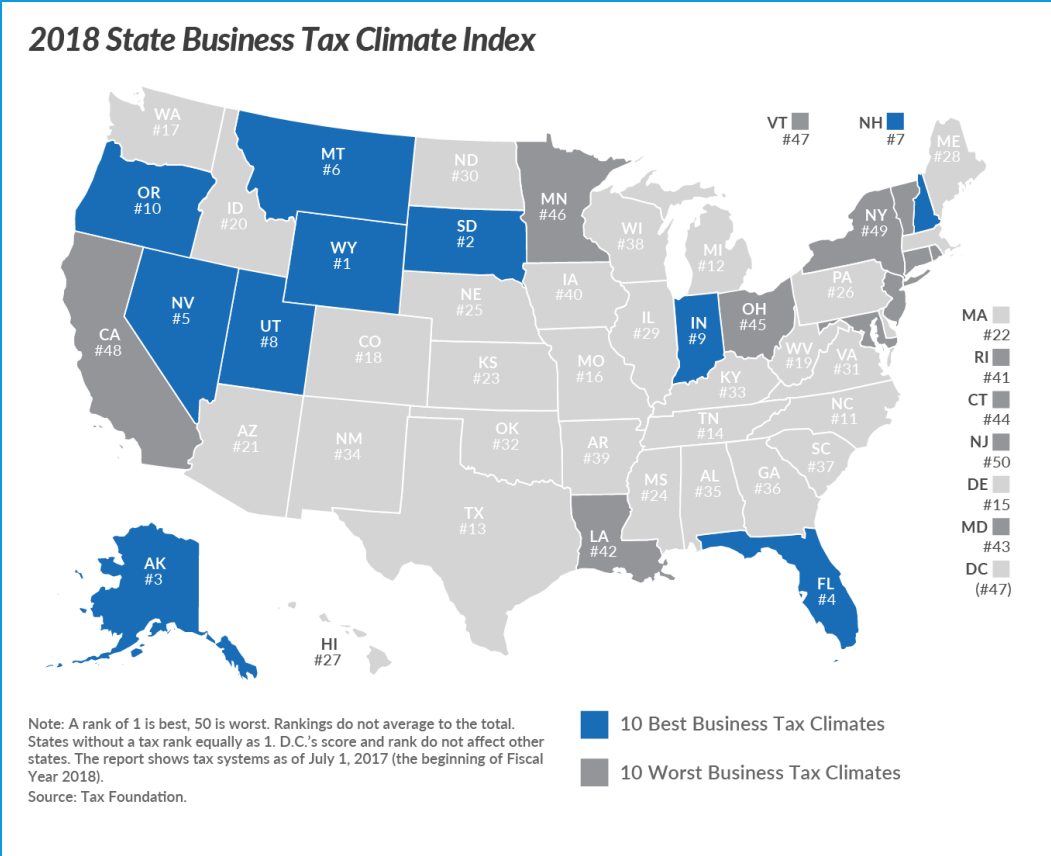 2018 State Business Tax Climate Index
WA
#17
MT
#6
ND
#30
MN
#46
VT
#47
NH
#7
ME
#28
OR
#10
ID
#20
WY
#1
SD
#2
WI
#38
MI
#12
NY
#49
NV
#5
UT
#8
CA
#48
CO
#18
NE
#25
IA
#40
IL
#29
IN
#9
OH
#45
PA
#26
KS
#23
MO
#16
KY
#33
WV
#19
VA
#31
MA
#22
RI
#41
CT
#44
NJ
#50
DE
#15
MD
#43
DC
(#47)
AZ
#21
NM
#34
OK
#32
AR
#39
TN
#14
NC
#11
SC
#37
MS
#24
AL
#35
GA
#36
TX
#13
LA
#42
FL
#4
AK
#3
HI
#27
Note: A rank of 1 is best, 50 is worst. Rankings do not average to the total.
States without a tax rank equally as 1. D.C.’s score and rank do not affect other
states. The report shows tax systems as of July 1, 2017 (the beginning of Fiscal
Year 2018).
Source: Tax Foundation.
10 Best Business Tax Climates
10 Worst Business Tax Climates